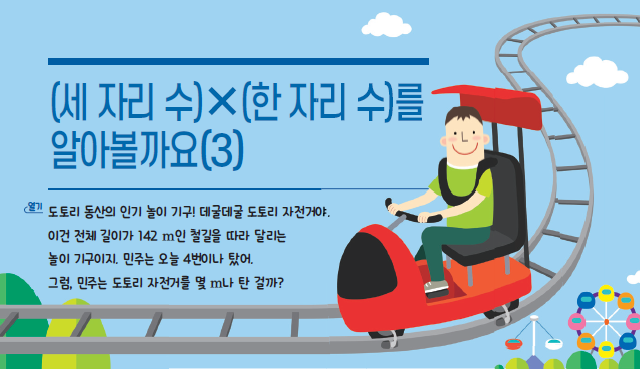 (세 자리 수)×(한 자리 수)를
알아볼까요(3)
열기 도토리 동산의 인기 놀이 기구! 데굴데굴 도토리 자전거야.
이건 전체 길이가 142 m인 철길을 따라 달리는
놀이 기구이지. 민주는 오늘 4번이나 탔어.
그럼, 민주는 도토리 자전거를 몇 m나 탄 걸까?